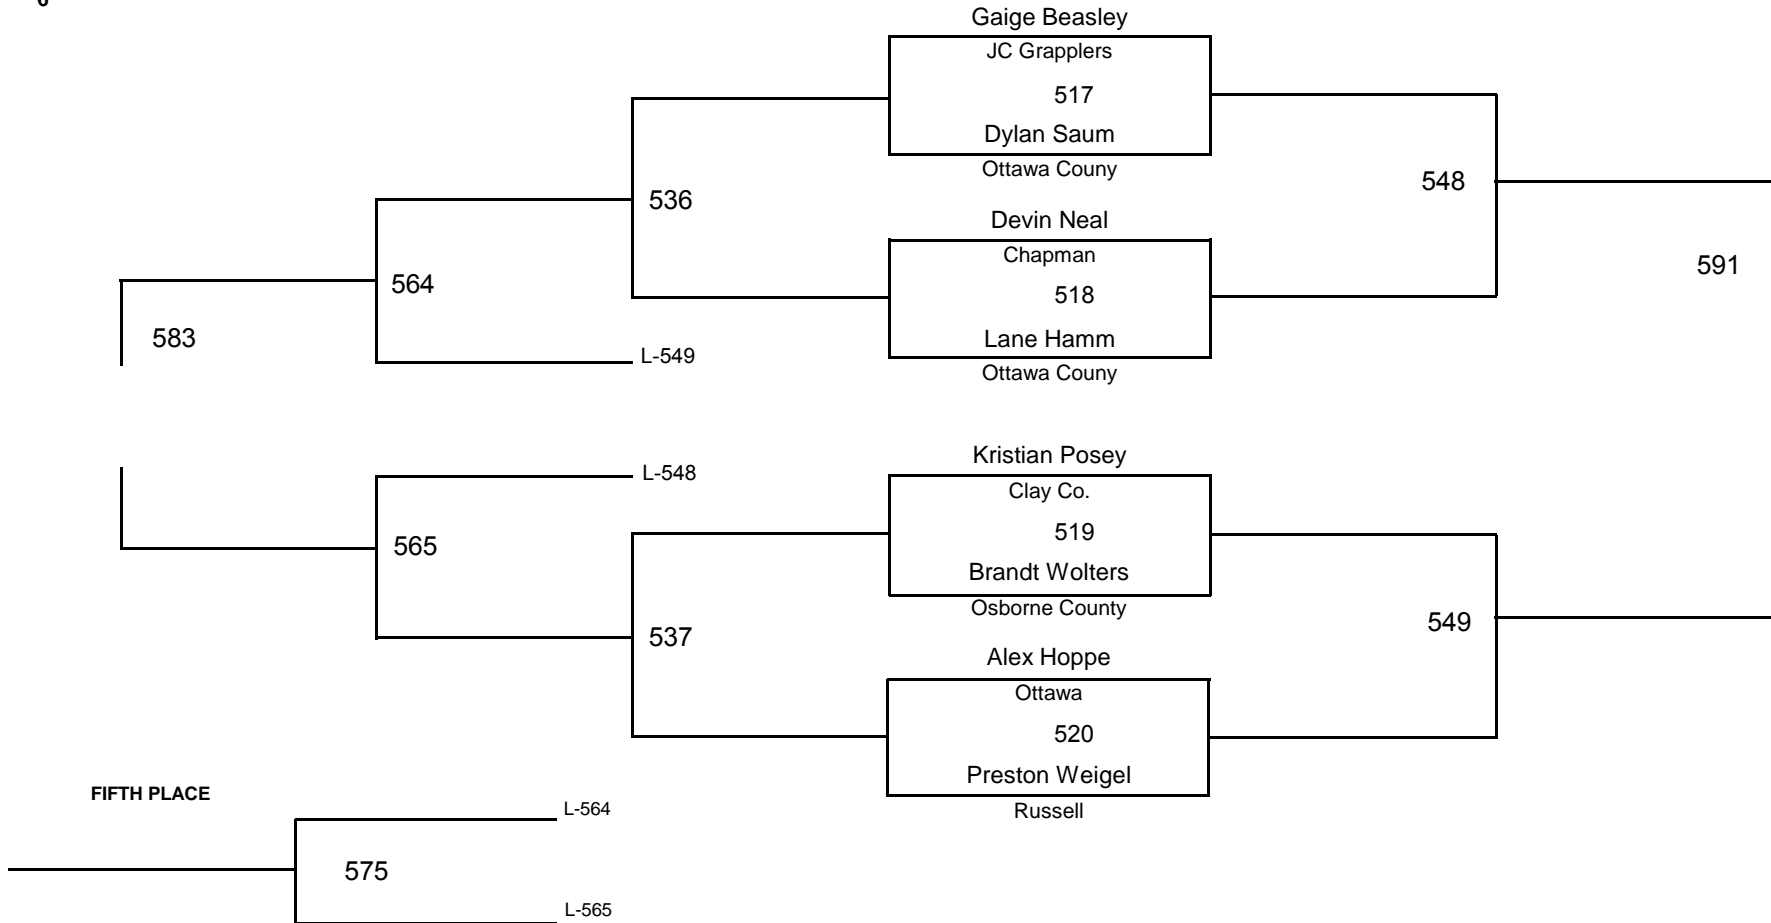 6
Gaige Beasley
JC Grapplers
517
Dylan Saum
Ottawa Couny
548
536
Devin Neal
Chapman
591
564
518
583
Lane Hamm
L-549
Ottawa Couny
Kristian Posey
L-548
Clay Co.
519
565
Brandt Wolters
Osborne County
549
537
Alex Hoppe
Ottawa
520
Preston Weigel
FIFTH PLACE
L-564
Russell
575
L-565